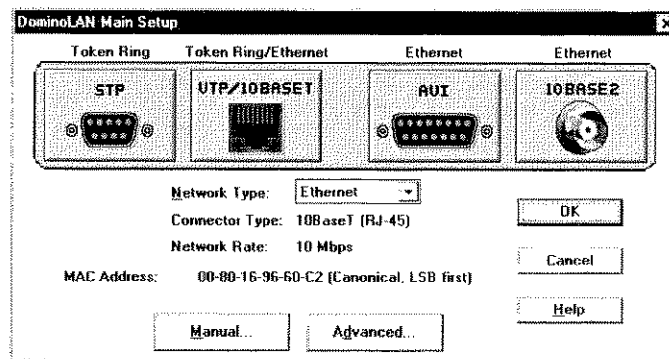 DominoLAN Main Setup
Token Ring Token Ring/Ethernet Ethernet Ethernet
STP UTP/10BASET AUI 10BASE2
Network Type: Ethernet
Connector Type: 10BaseT (RJ-45)
OK
Network Rate: 10 Mbps
MAC Address: 00-80-16-96-60-C2 (Canonical, LSB first)
Cancel
Help
Manual... Advanced...